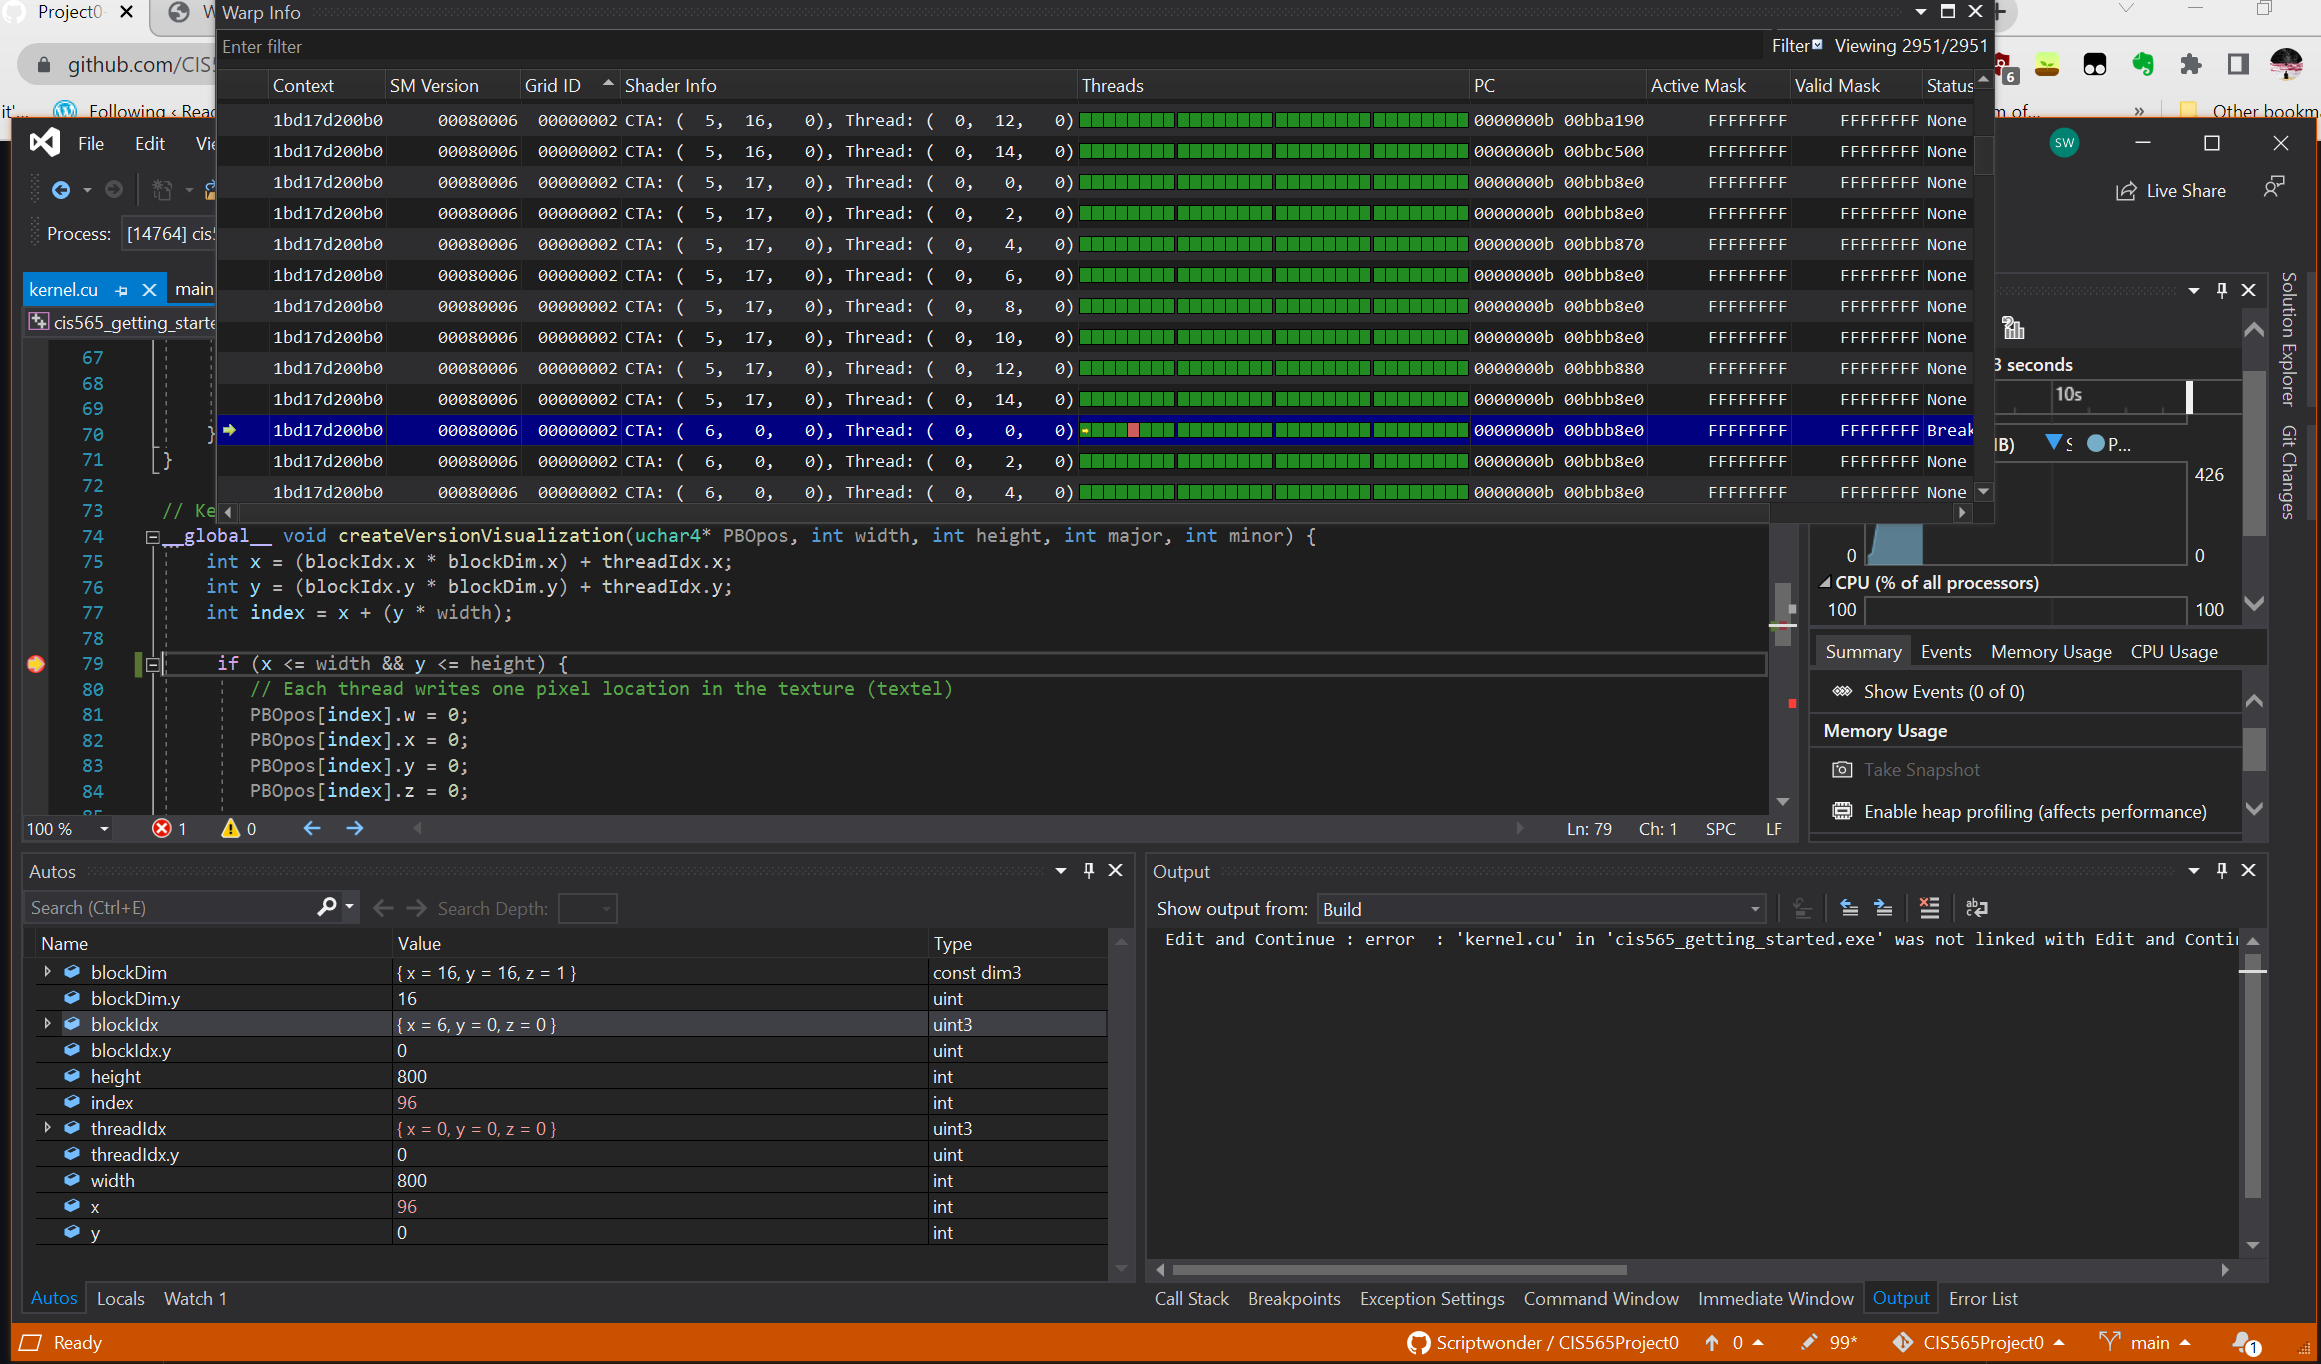 Project0
W
Warp Info
Enter filter
Filter Viewing 2951/2951
github.com/CIS
6
it'...
Following ‹ Read
m of...
»
Other bookm
Context SM Version Grid ID Shader Info Threads PC Active Mask Valid Mask Status
1bd17d200b0 00080006 00000002 CTA: ( 5, 16, 0), Thread: ( 0, 12, 0) 0000000b 00bba190 FFFFFFFF FFFFFFFF None
1bd17d200b0 00080006 00000002 CTA: ( 5, 16, 0), Thread: ( 0, 14, 0) 0000000b 00bbc500 FFFFFFFF FFFFFFFF None
1bd17d200b0 00080006 00000002 CTA: ( 5, 17, 0), Thread: ( 0, 0, 0) 0000000b 00bbb8e0 FFFFFFFF FFFFFFFF None
1bd17d200b0 00080006 00000002 CTA: ( 5, 17, 0), Thread: ( 0, 2, 0) 0000000b 00bbb8e0 FFFFFFFF FFFFFFFF None
1bd17d200b0 00080006 00000002 CTA: ( 5, 17, 0), Thread: ( 0, 4, 0) 0000000b 00bbb870 FFFFFFFF FFFFFFFF None
1bd17d200b0 00080006 00000002 CTA: ( 5, 17, 0), Thread: ( 0, 6, 0) 0000000b 00bbb8e0 FFFFFFFF FFFFFFFF None
1bd17d200b0 00080006 00000002 CTA: ( 5, 17, 0), Thread: ( 0, 8, 0) 0000000b 00bbb8e0 FFFFFFFF FFFFFFFF None
1bd17d200b0 00080006 00000002 CTA: ( 5, 17, 0), Thread: ( 0, 10, 0) 0000000b 00bbb8e0 FFFFFFFF FFFFFFFF None
1bd17d200b0 00080006 00000002 CTA: ( 5, 17, 0), Thread: ( 0, 12, 0) 0000000b 00bbb880 FFFFFFFF FFFFFFFF None
1bd17d200b0 00080006 00000002 CTA: ( 5, 17, 0), Thread: ( 0, 14, 0) 0000000b 00bbb8e0 FFFFFFFF FFFFFFFF None
1bd17d200b0 00080006 00000002 CTA: ( 6, 0, 0), Thread: ( 0, 0, 0) 0000000b 00bbb8e0 FFFFFFFF FFFFFFFF Break
1bd17d200b0 00080006 00000002 CTA: ( 6, 0, 0), Thread: ( 0, 2, 0) 0000000b 00bbb8e0 FFFFFFFF FFFFFFFF None
1bd17d200b0 00080006 00000002 CTA: ( 6, 0, 0), Thread: ( 0, 4, 0) 0000000b 00bbb8e0 FFFFFFFF FFFFFFFF None
File Edit Vi
SW
Live Share
Process: [14764] cis5
kernel.cu main
cis565_getting_starte
67
68
69
70 }
71 }
72
73 // Ke
74 __global__ void createVersionVisualization(uchar4* PBOpos, int width, int height, int major, int minor) {
75 int x = (blockIdx.x * blockDim.x) + threadIdx.x;
76 int y = (blockIdx.y * blockDim.y) + threadIdx.y;
77 int index = x + (y * width);
78
79 if (x <= width && y <= height) {
80 // Each thread writes one pixel location in the texture (textel)
81 PBOpos[index].w = 0;
82 PBOpos[index].x = 0;
83 PBOpos[index].y = 0;
84 PBOpos[index].z = 0;
85
100 % 1 0 Ln: 79 Ch: 1 SPC LF
3 seconds
10s
B) S P...
426
0 0
CPU (% of all processors)
100 100
Summary Events Memory Usage CPU Usage
Show Events (0 of 0)
Memory Usage
Take Snapshot
Enable heap profiling (affects performance)
Solution Explorer
Git Changes
Autos
Search (Ctrl+E) Search Depth:
Name Value Type
blockDim { x = 16, y = 16, z = 1 } const dim3
blockDim.y 16 uint
blockIdx { x = 6, y = 0, z = 0 } uint3
blockIdx.y 0 uint
height 800 int
index 96 int
threadIdx { x = 0, y = 0, z = 0 } uint3
threadIdx.y 0 uint
width 800 int
x 96 int
y 0 int
Autos Locals Watch 1
Output
Show output from: Build
Edit and Continue : error : 'kernel.cu' in 'cis565_getting_started.exe' was not linked with Edit and Conti
Call Stack Breakpoints Exception Settings Command Window Immediate Window Output Error List
Ready
Scriptwonder / CIS565Project0 0 99* CIS565Project0 main 1